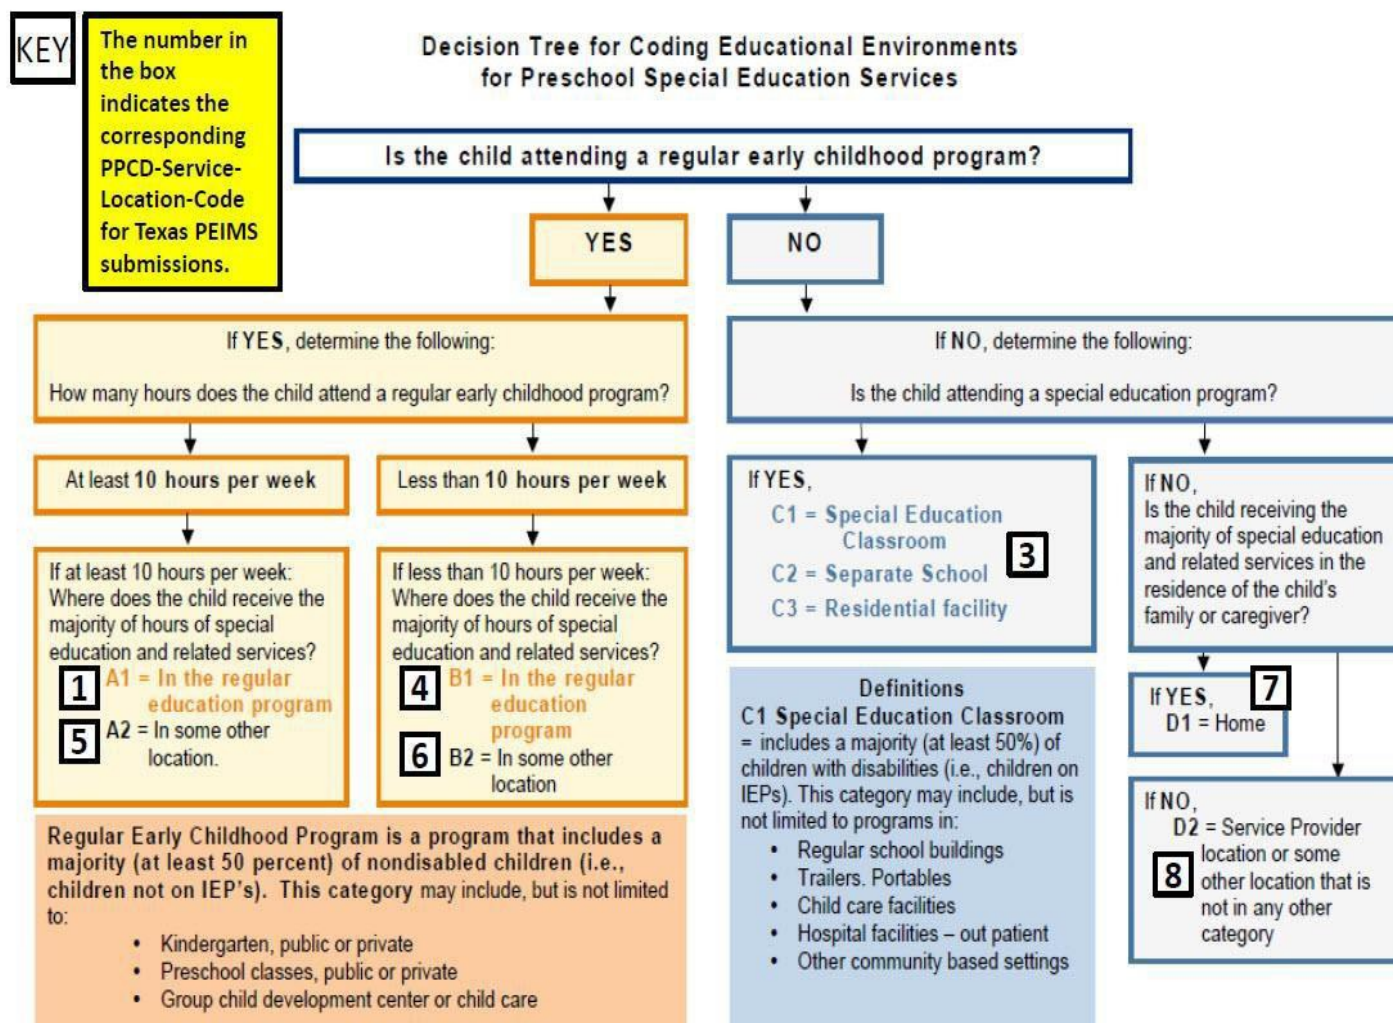 KEY
The number in
the box
indicates the
corresponding
PPCD-Service-
Location-Code
for Texas PEIMS
submissions.
Decision Tree for Coding Educational Environments
for Preschool Special Education Services
Is the child attending a regular early childhood program?
YES
NO
If YES, determine the following:
How many hours does the child attend a regular early childhood program?
If NO, determine the following:
Is the child attending a special education program?
At least 10 hours per week
Less than 10 hours per week
If at least 10 hours per week:
Where does the child receive the
majority of hours of special
education and related services?
1 A1 = In the regular
education program
5 A2 = In some other
location.
If less than 10 hours per week:
Where does the child receive the
majority of hours of special
education and related services?
4 B1 = In the regular
education
program
6 B2 = In some other
location
If YES,
C1 = Special Education
Classroom
3
C2 = Separate School
C3 = Residential facility
If NO,
Is the child receiving the
majority of special education
and related services in the
residence of the child's
family or caregiver?
If YES, 7
D1 = Home
If NO,
D2 = Service Provider
location or some
8 other location that is
not in any other
category
Regular Early Childhood Program is a program that includes a
majority (at least 50 percent) of nondisabled children (i.e.,
children not on IEP's). This category may include, but is not limited
to:
• Kindergarten, public or private
• Preschool classes, public or private
• Group child development center or child care
Definitions
C1 Special Education Classroom
= includes a majority (at least 50%) of
children with disabilities (i.e., children on
IEPs). This category may include, but is
not limited to programs in:
• Regular school buildings
• Trailers. Portables
• Child care facilities
• Hospital facilities – out patient
• Other community based settings